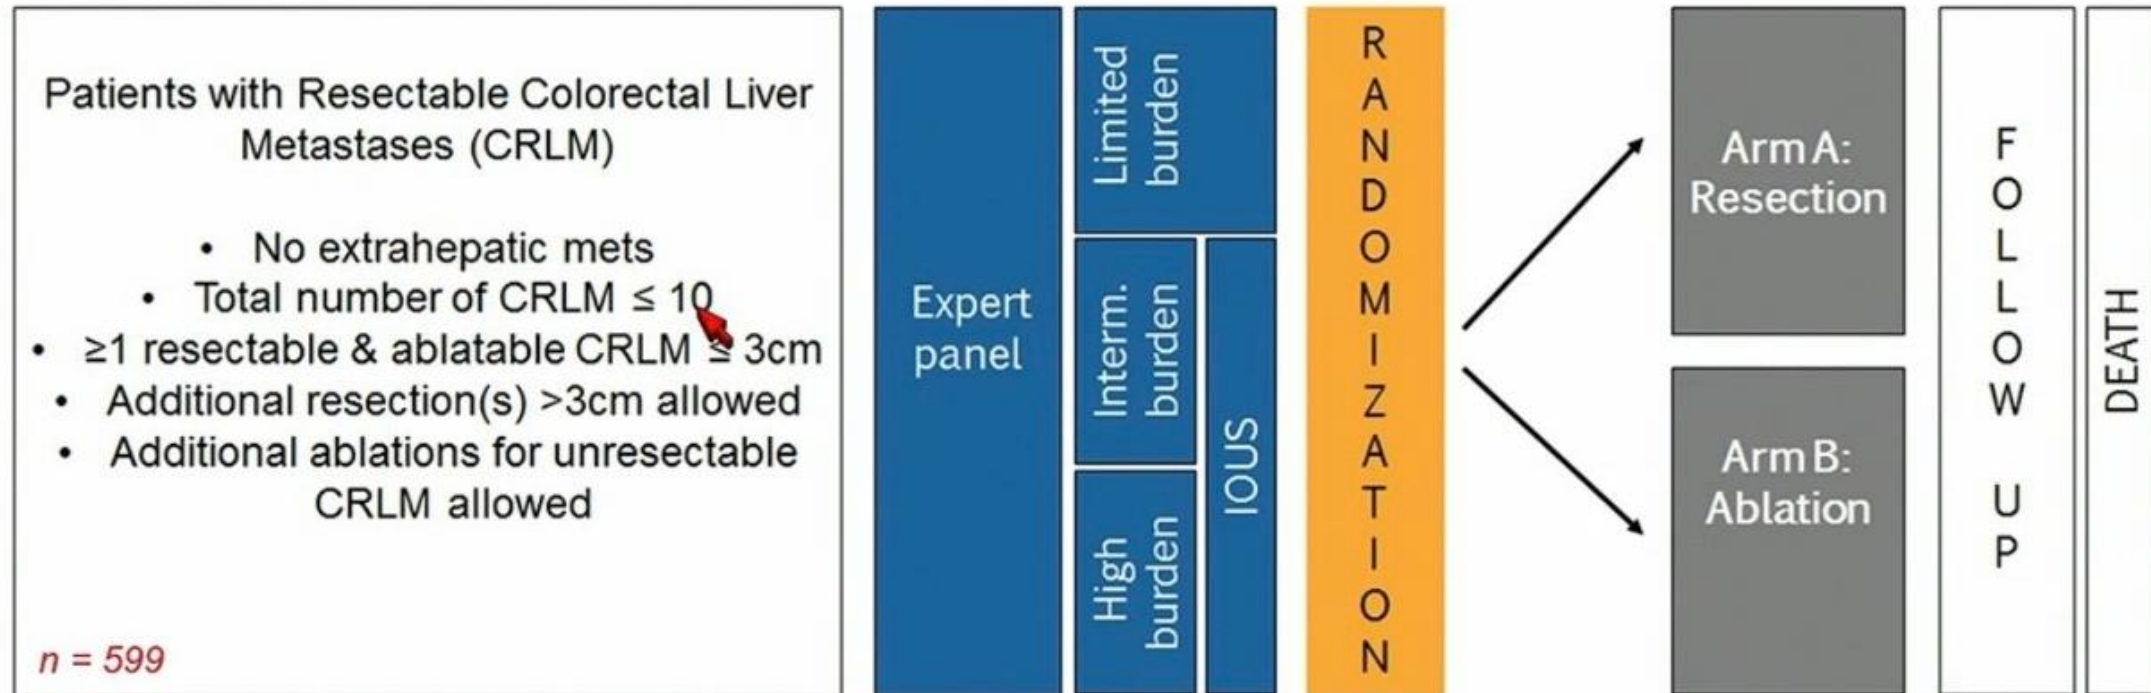 Patients with Resectable Colorectal Liver
Metastases (CRLM)
• No extrahepatic mets
• Total number of CRLM ≤ 10
• ≥1 resectable & ablatable CRLM ≤ 3cm
• Additional resection(s) >3cm allowed
• Additional ablations for unresectable
CRLM allowed
n = 599
Expert
panel
Limited
burden
Interm.
burden
High
burden
IOUS
RANDOMIZATION
Arm A:
Resection
Arm B:
Ablation
FOLLOW UP
DEATH